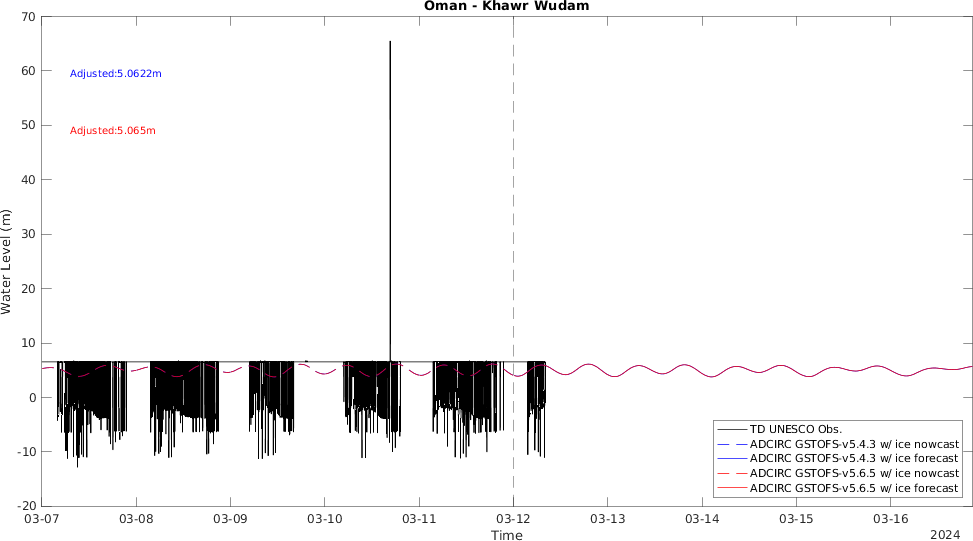 Oman - Khawr Wudam
70
60
50
40
30
20
10
0
-10
-20
Water Level (m)
Adjusted:5.0622m
Adjusted:5.065m
TD UNESCO Obs.
ADCIRC GSTOFS-v5.4.3 w/ ice nowcast
ADCIRC GSTOFS-v5.4.3 w/ ice forecast
ADCIRC GSTOFS-v5.6.5 w/ ice nowcast
ADCIRC GSTOFS-v5.6.5 w/ ice forecast
03-07 03-08 03-09 03-10 03-11 03-12 03-13 03-14 03-15 03-16
Time
2024